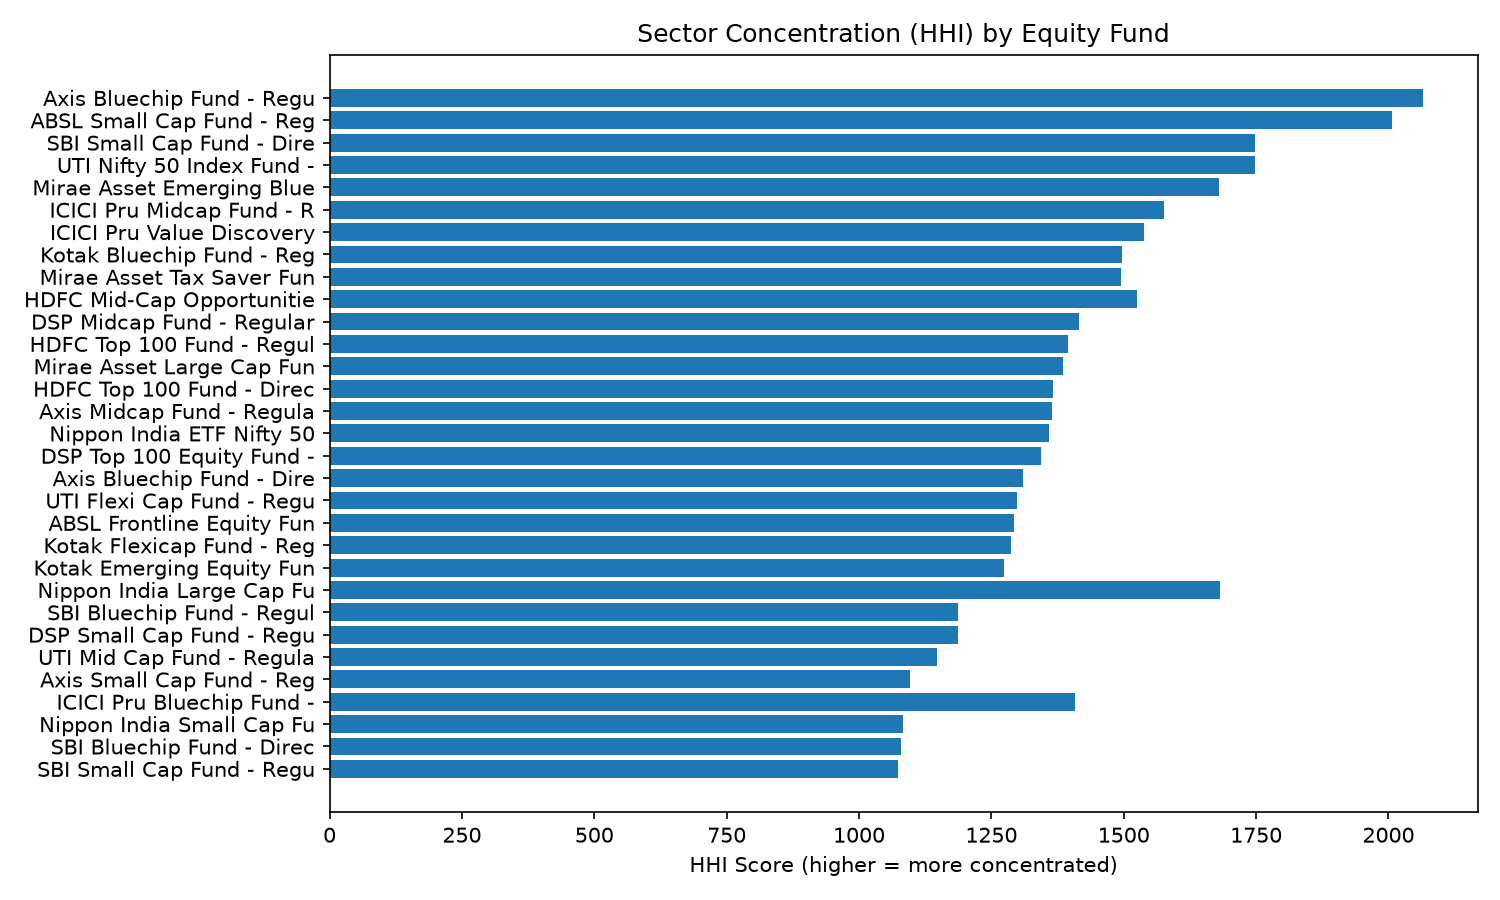 Sector Concentration (HHI) by Equity Fund
Axis Bluechip Fund - Regu
ABSL Small Cap Fund - Reg
SBI Small Cap Fund - Dire
UTI Nifty 50 Index Fund -
Mirae Asset Emerging Blue
ICICI Pru Midcap Fund - R
ICICI Pru Value Discovery
Kotak Bluechip Fund - Reg
Mirae Asset Tax Saver Fun
HDFC Mid-Cap Opportunitie
DSP Midcap Fund - Regular
HDFC Top 100 Fund - Regul
Mirae Asset Large Cap Fun
HDFC Top 100 Fund - Direc
Axis Midcap Fund - Regula
Nippon India ETF Nifty 50
DSP Top 100 Equity Fund -
Axis Bluechip Fund - Dire
UTI Flexi Cap Fund - Regu
ABSL Frontline Equity Fun
Kotak Flexicap Fund - Reg
Kotak Emerging Equity Fun
Nippon India Large Cap Fu
SBI Bluechip Fund - Regul
DSP Small Cap Fund - Regu
UTI Mid Cap Fund - Regula
Axis Small Cap Fund - Reg
ICICI Pru Bluechip Fund -
Nippon India Small Cap Fu
SBI Bluechip Fund - Direc
SBI Small Cap Fund - Regu
0 250 500 750 1000 1250 1500 1750 2000
HHI Score (higher = more concentrated)